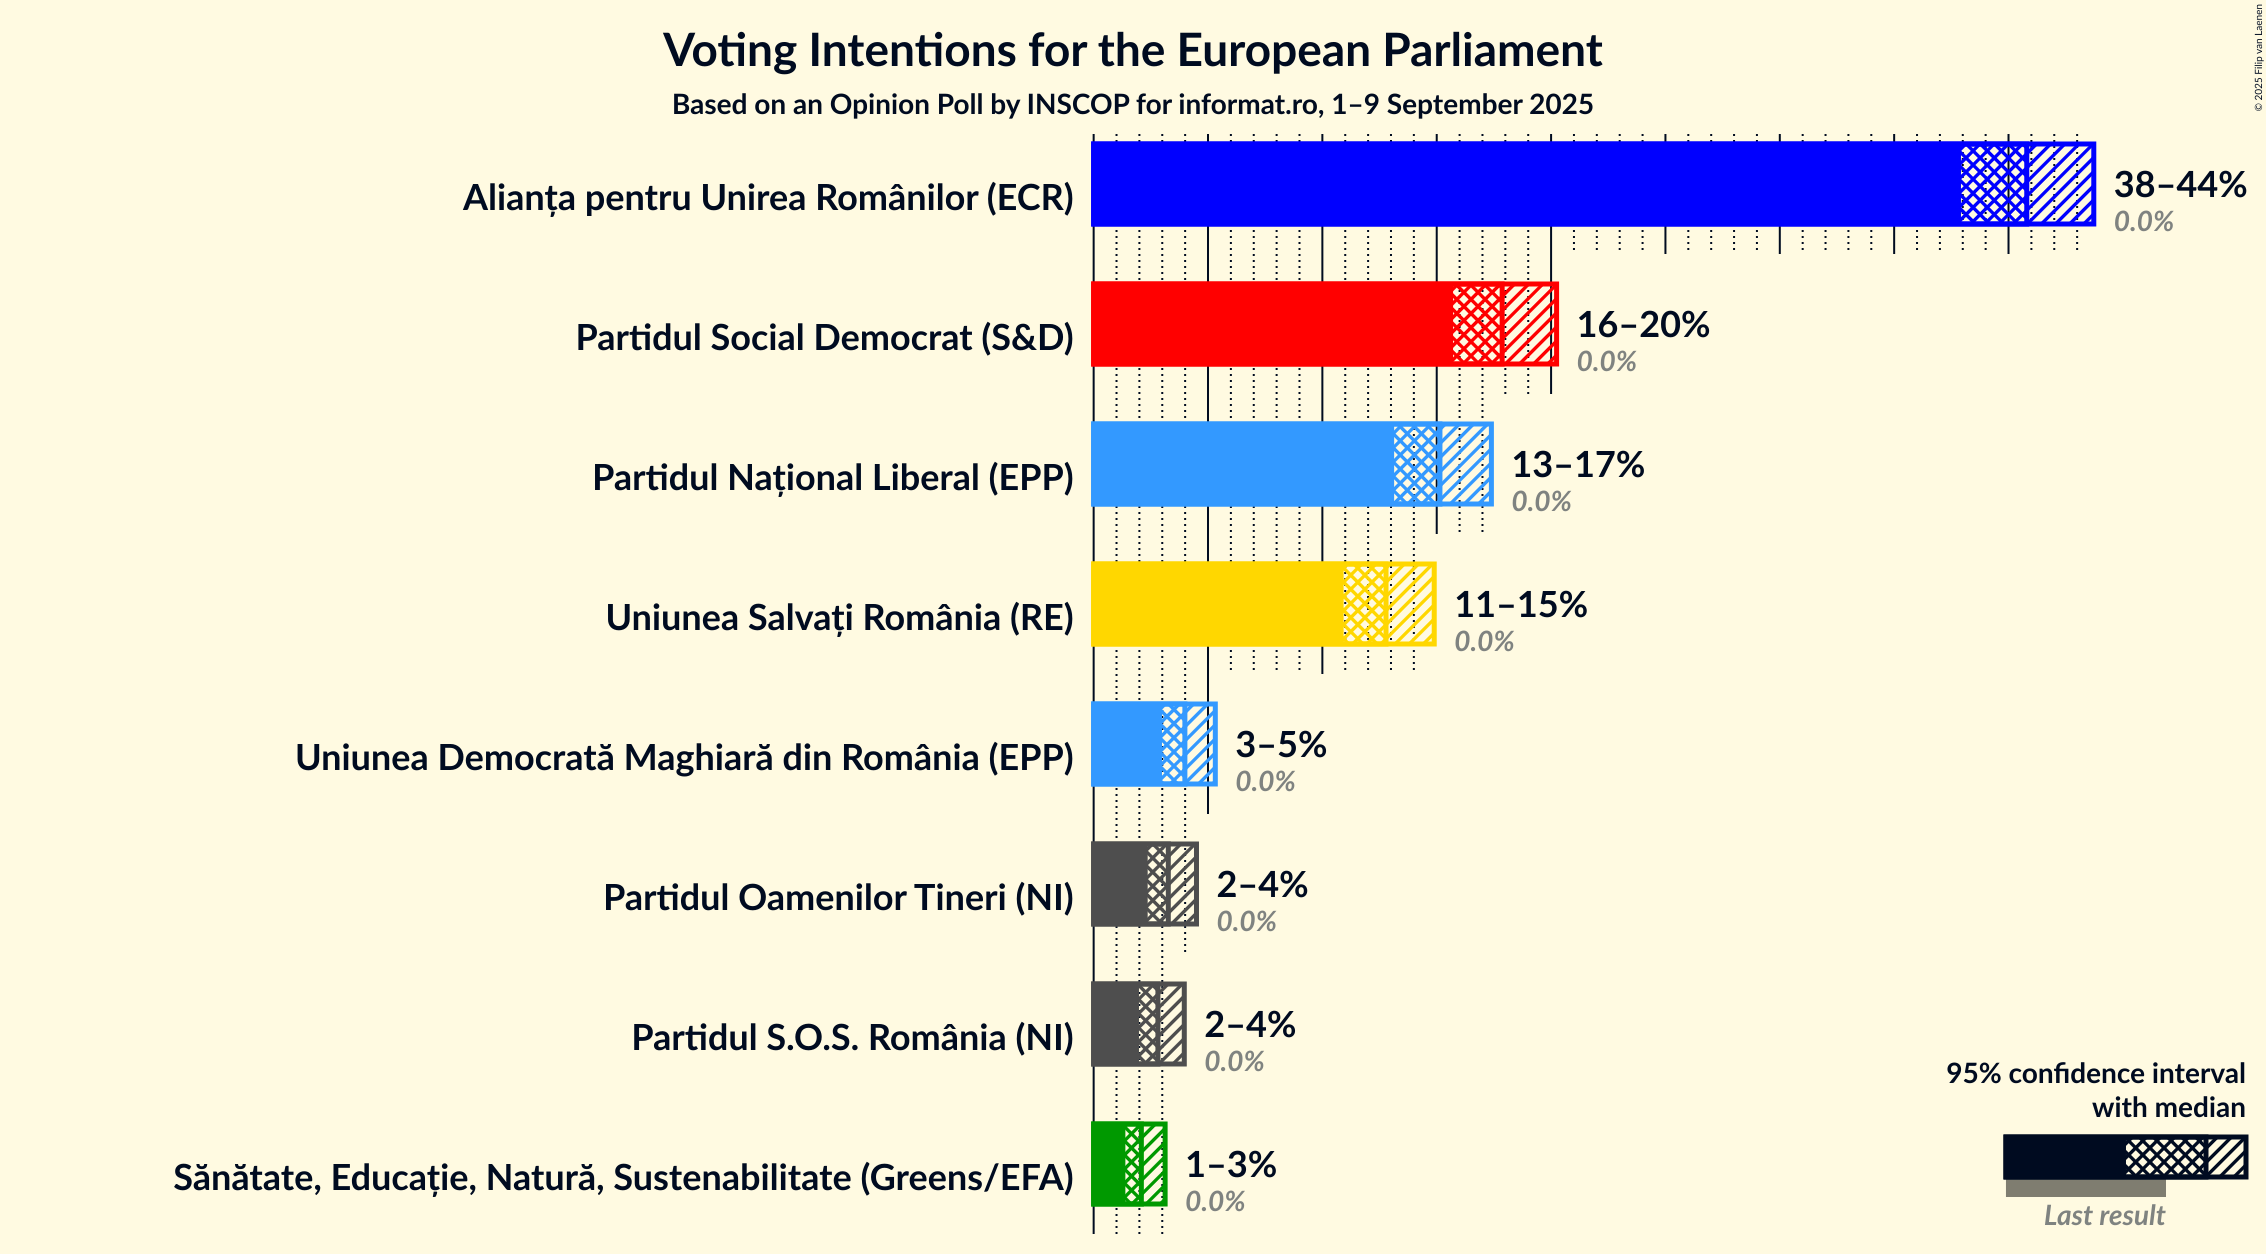 Voting Intentions for the European Parliament
Based on an Opinion Poll by INSCOP for informat.ro, 1–9 September 2025
© 2025 Filip van Laenen
Alianța pentru Unirea Românilor (ECR)
38–44%
0.0%
Partidul Social Democrat (S&D)
16–20%
0.0%
Partidul Național Liberal (EPP)
13–17%
0.0%
Uniunea Salvați România (RE)
11–15%
0.0%
Uniunea Democrată Maghiară din România (EPP)
3–5%
0.0%
Partidul Oamenilor Tineri (NI)
2–4%
0.0%
Partidul S.O.S. România (NI)
2–4%
0.0%
Sănătate, Educație, Natură, Sustenabilitate (Greens/EFA)
1–3%
0.0%
95% confidence interval
with median
Last result